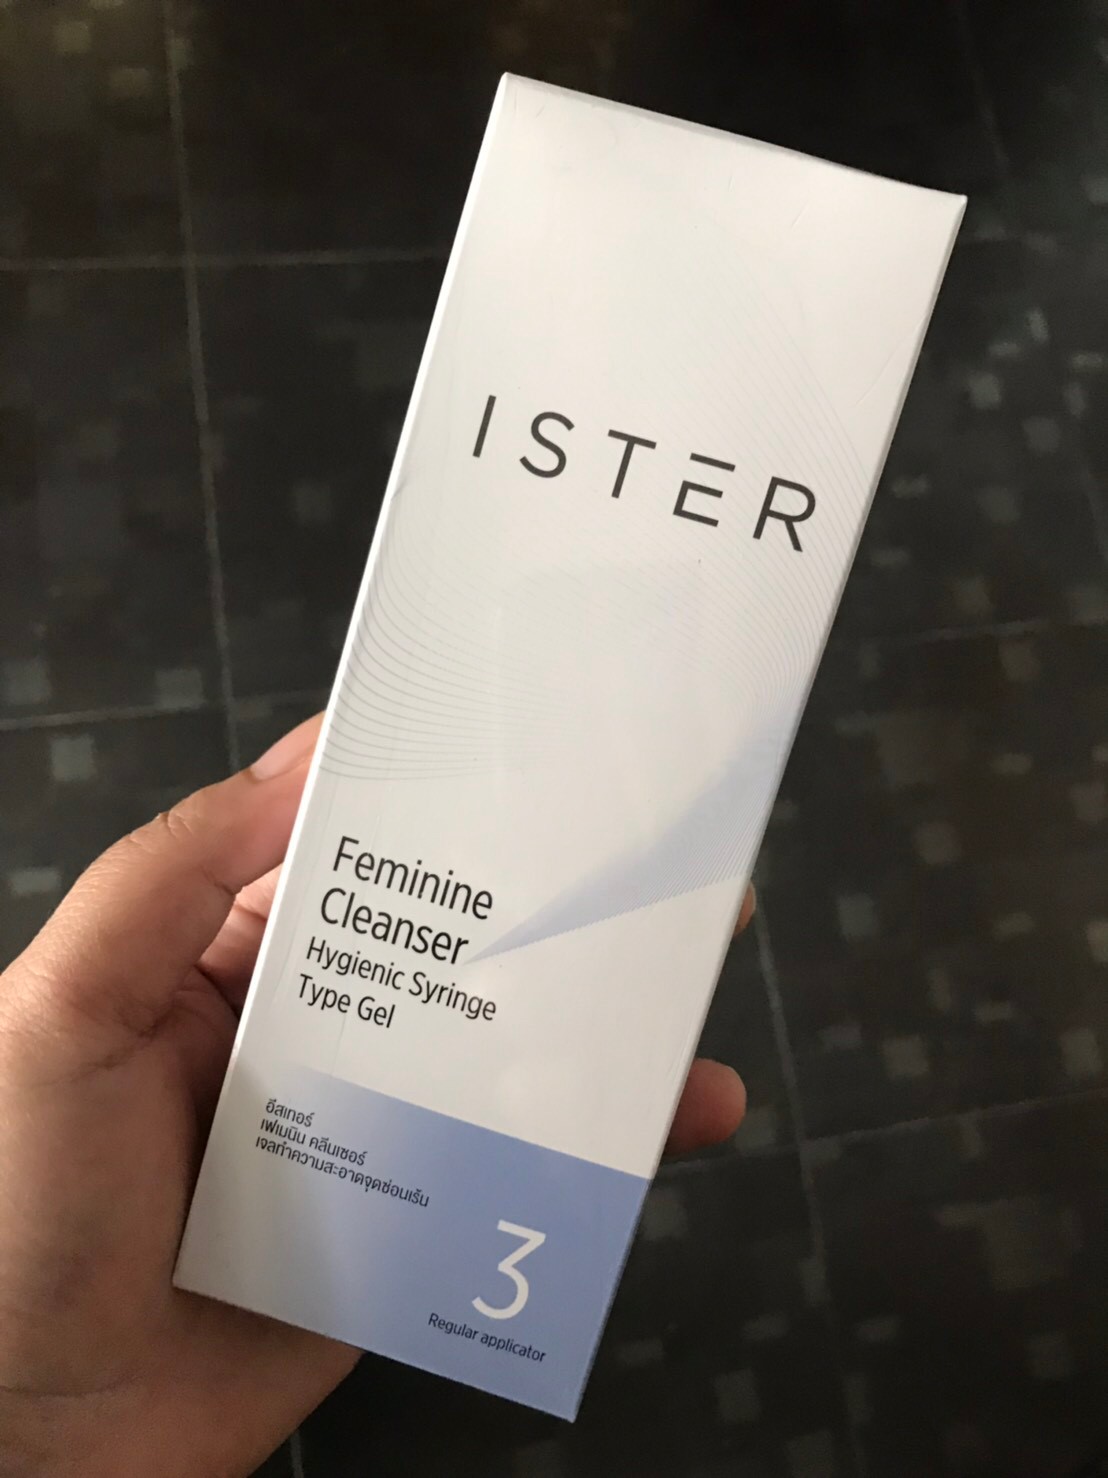 ISTER
Feminine
Cleanser
Hygienic Syringe
Type Gel
อีสเทอร์
เฟเมนิน คลีนเซอร์
เจลทำความสะอาดจุดซ่อนเร้น
3
Regular applicator